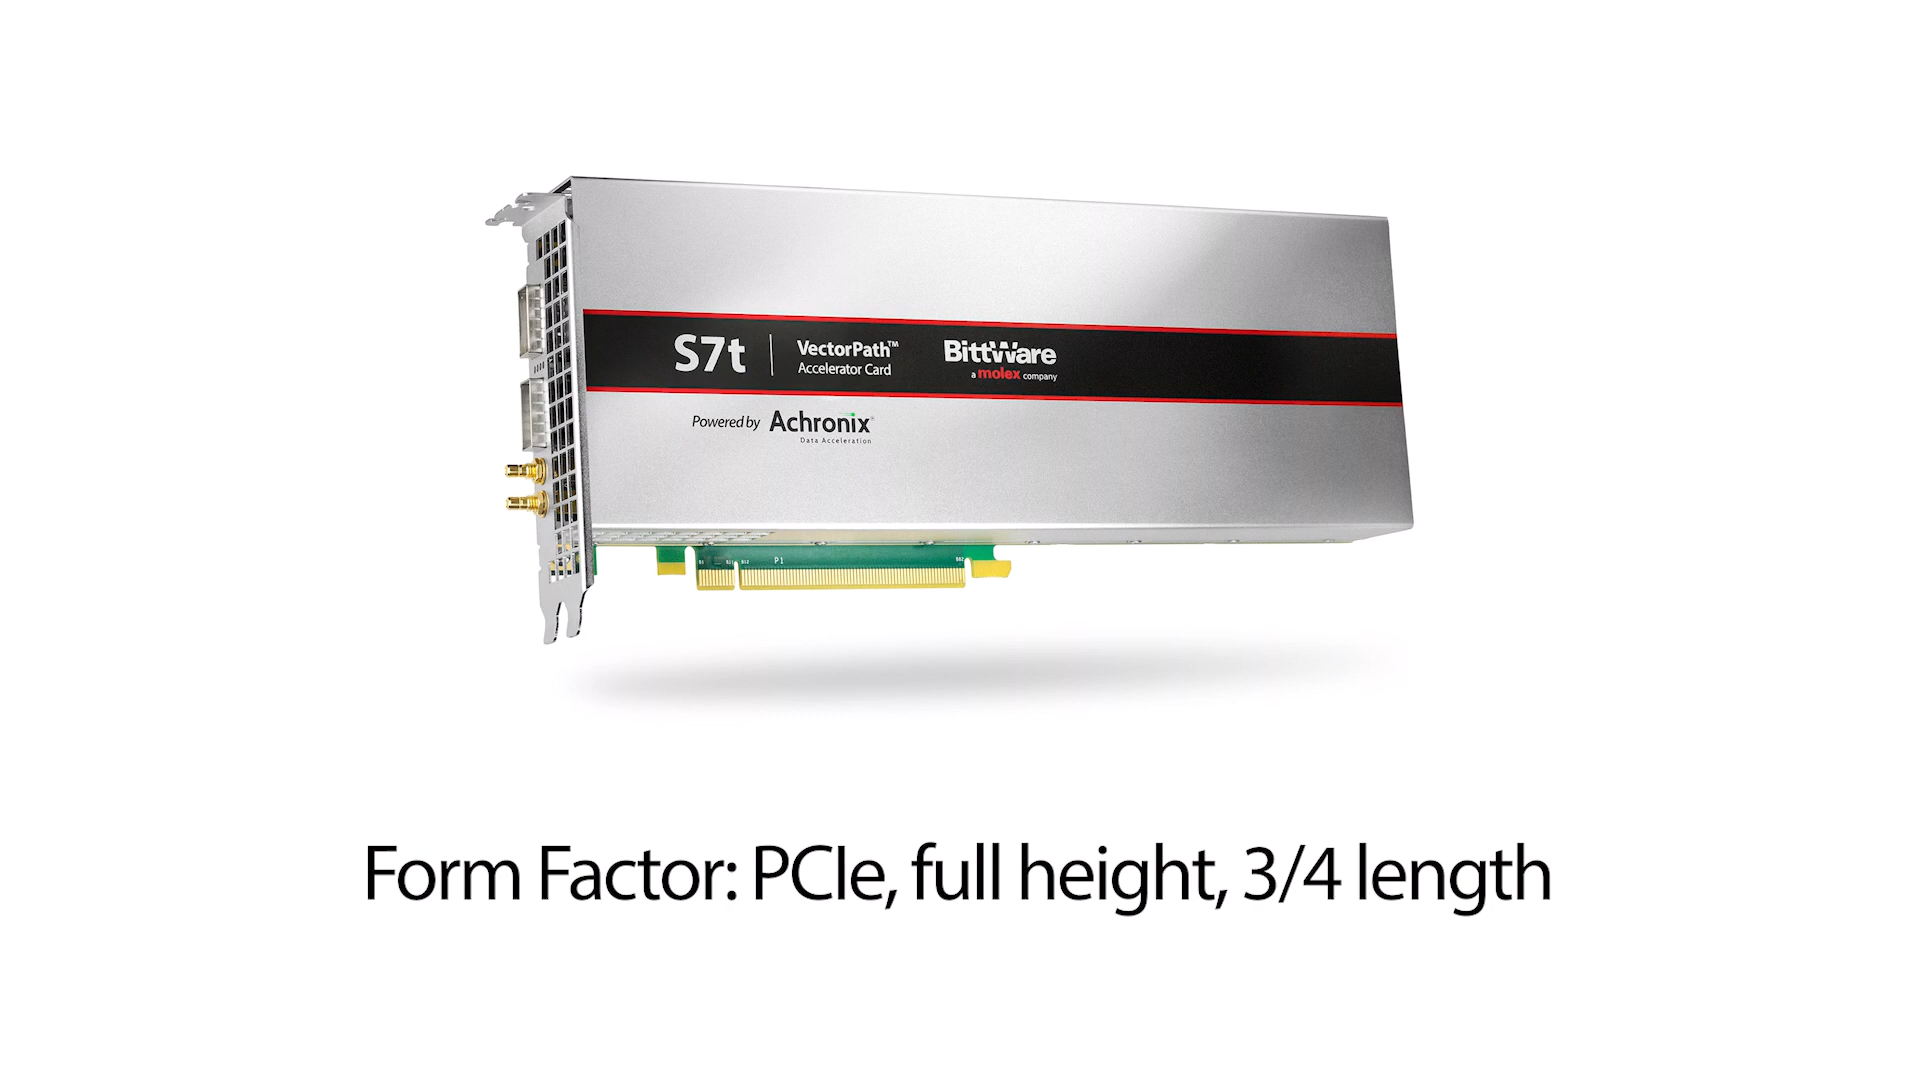 S7t
VectorPath™
Accelerator Card
BittWare
a molex company
Powered by Achronix®
Data Acceleration
P1
Form Factor: PCIe, full height, 3/4 length